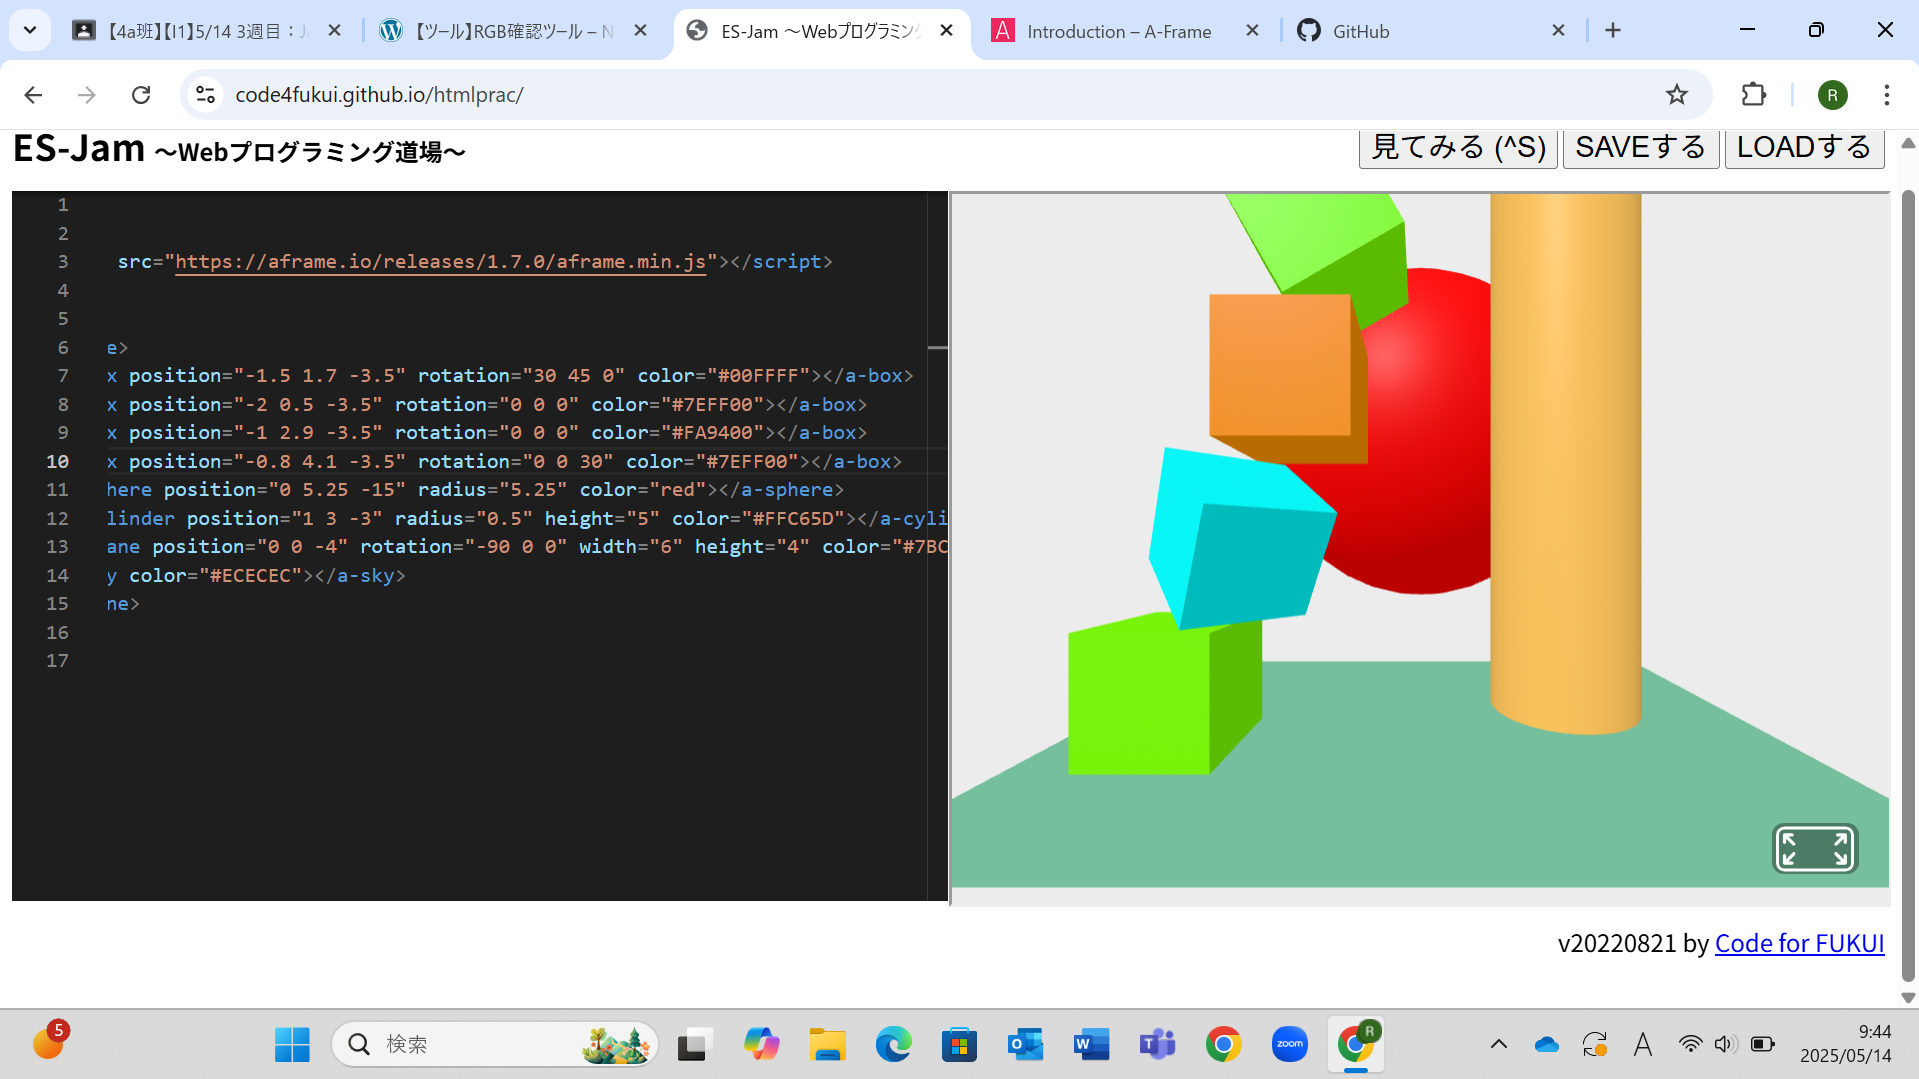 【4a班】【I1】5/14 3週目：J
【ツール】RGB確認ツール – N
ES-Jam ～Webプログラミング
Introduction – A-Frame
GitHub
code4fukui.github.io/htmlprac/
R
ES-Jam ～Webプログラミング道場～
見てみる (^S) SAVEする LOADする
1
2
3 src="https://aframe.io/releases/1.7.0/aframe.min.js"></script>
4
5
6 e>
7 x position="-1.5 1.7 -3.5" rotation="30 45 0" color="#00FFFF"></a-box>
8 x position="-2 0.5 -3.5" rotation="0 0 0" color="#7EFF00"></a-box>
9 x position="-1 2.9 -3.5" rotation="0 0 0" color="#FA9400"></a-box>
10 x position="-0.8 4.1 -3.5" rotation="0 0 30" color="#7EFF00"></a-box>
11 here position="0 5.25 -15" radius="5.25" color="red"></a-sphere>
12 linder position="1 3 -3" radius="0.5" height="5" color="#FFC65D"></a-cyli
13 ane position="0 0 -4" rotation="-90 0 0" width="6" height="4" color="#7BC
14 y color="#ECECEC"></a-sky>
15 ne>
16
17
v20220821 by Code for FUKUI
5
検索
zoom
R
A
9:44
2025/05/14